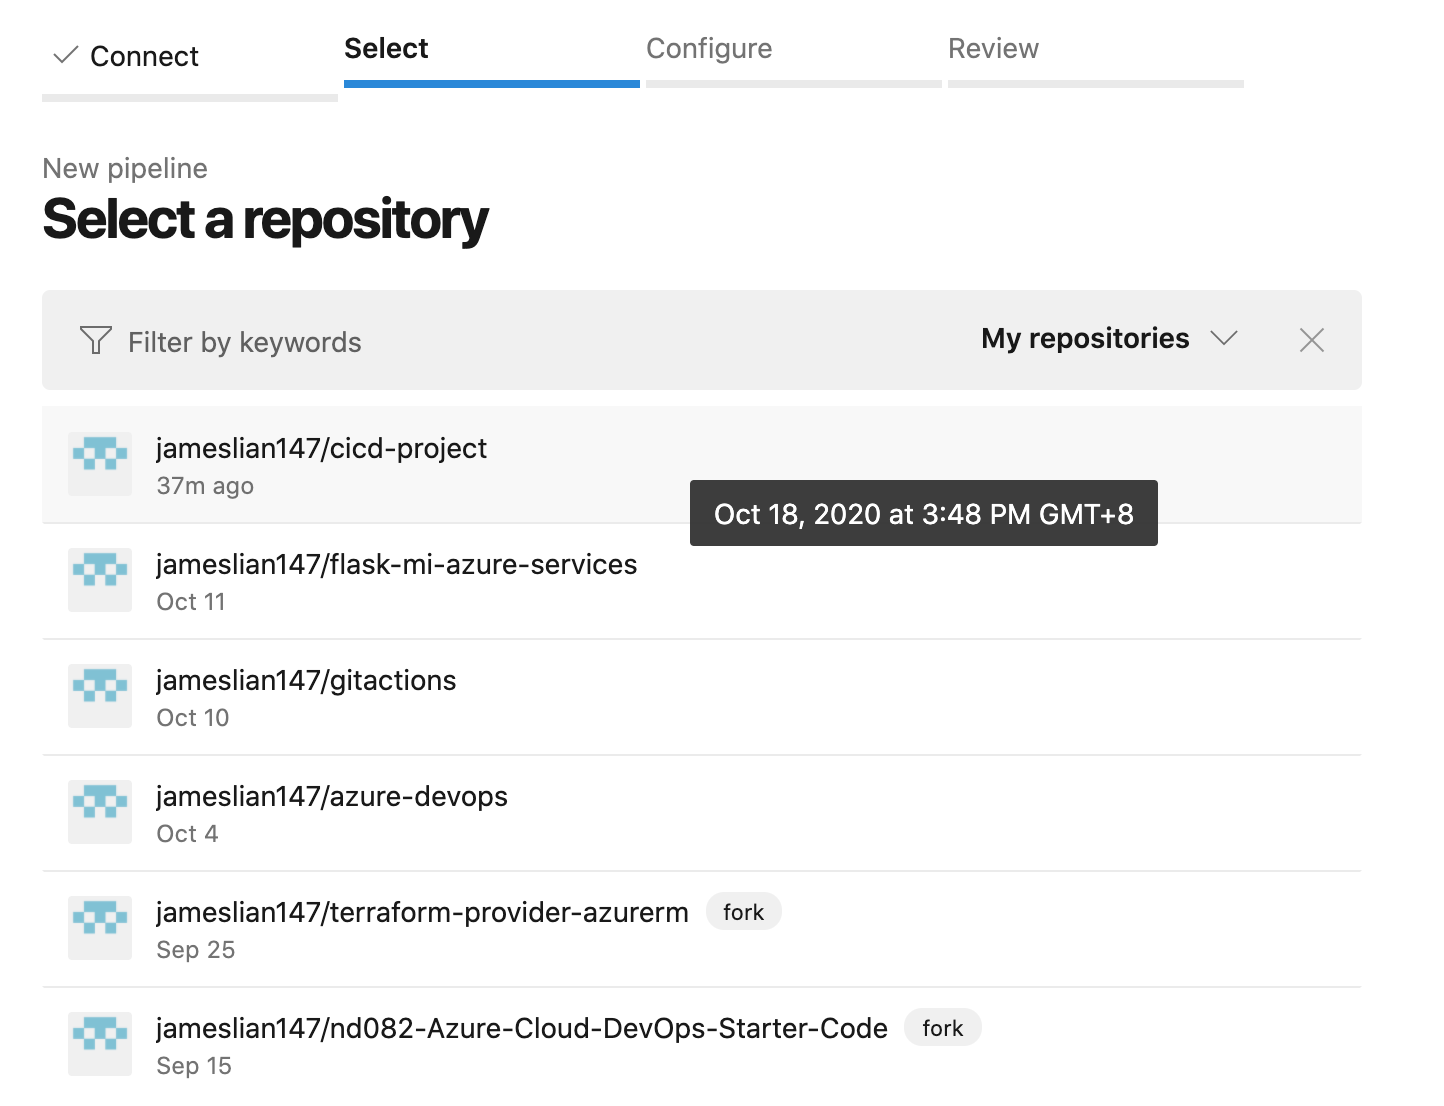 Connect
Select
Configure
Review
New pipeline
Select a repository
Filter by keywords
My repositories
jameslian147/cicd-project
37m ago
Oct 18, 2020 at 3:48 PM GMT+8
jameslian147/flask-mi-azure-services
Oct 11
jameslian147/gitactions
Oct 10
jameslian147/azure-devops
Oct 4
jameslian147/terraform-provider-azurerm fork
Sep 25
jameslian147/nd082-Azure-Cloud-DevOps-Starter-Code fork
Sep 15